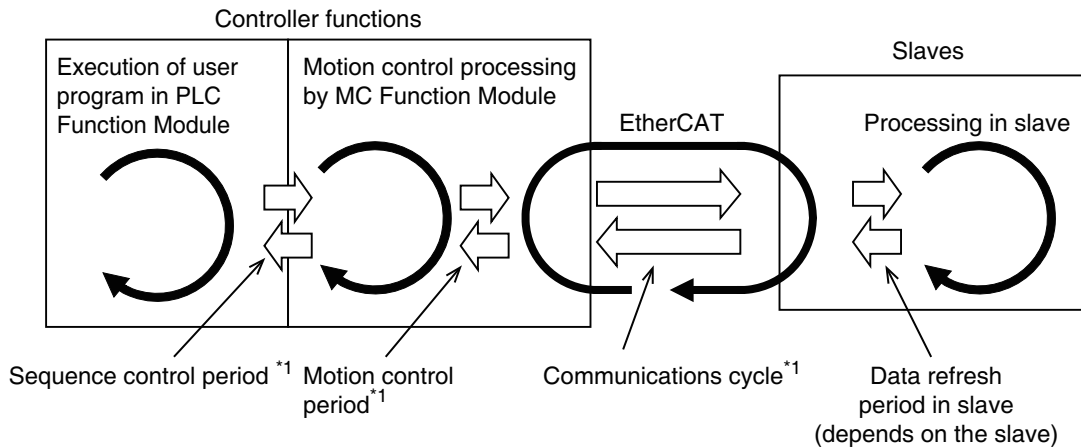 Controller functions
Execution of user
program in PLC
Function Module
Motion control processing
by MC Function Module
EtherCAT
Slaves
Processing in slave
Sequence control period *1
Motion control
period*1
Communications cycle*1
Data refresh
period in slave
(depends on the slave)